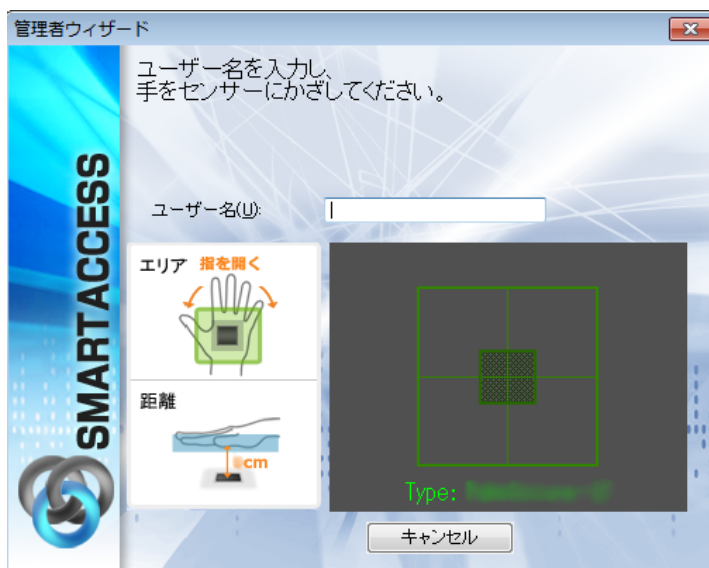 管理者ウィザード
ユーザー名を入力し、
手をセンサーにかざしてください。
SMARTACCESS
ユーザー名(U):
エリア 指を開く
距離
cm
Type:
キャンセル